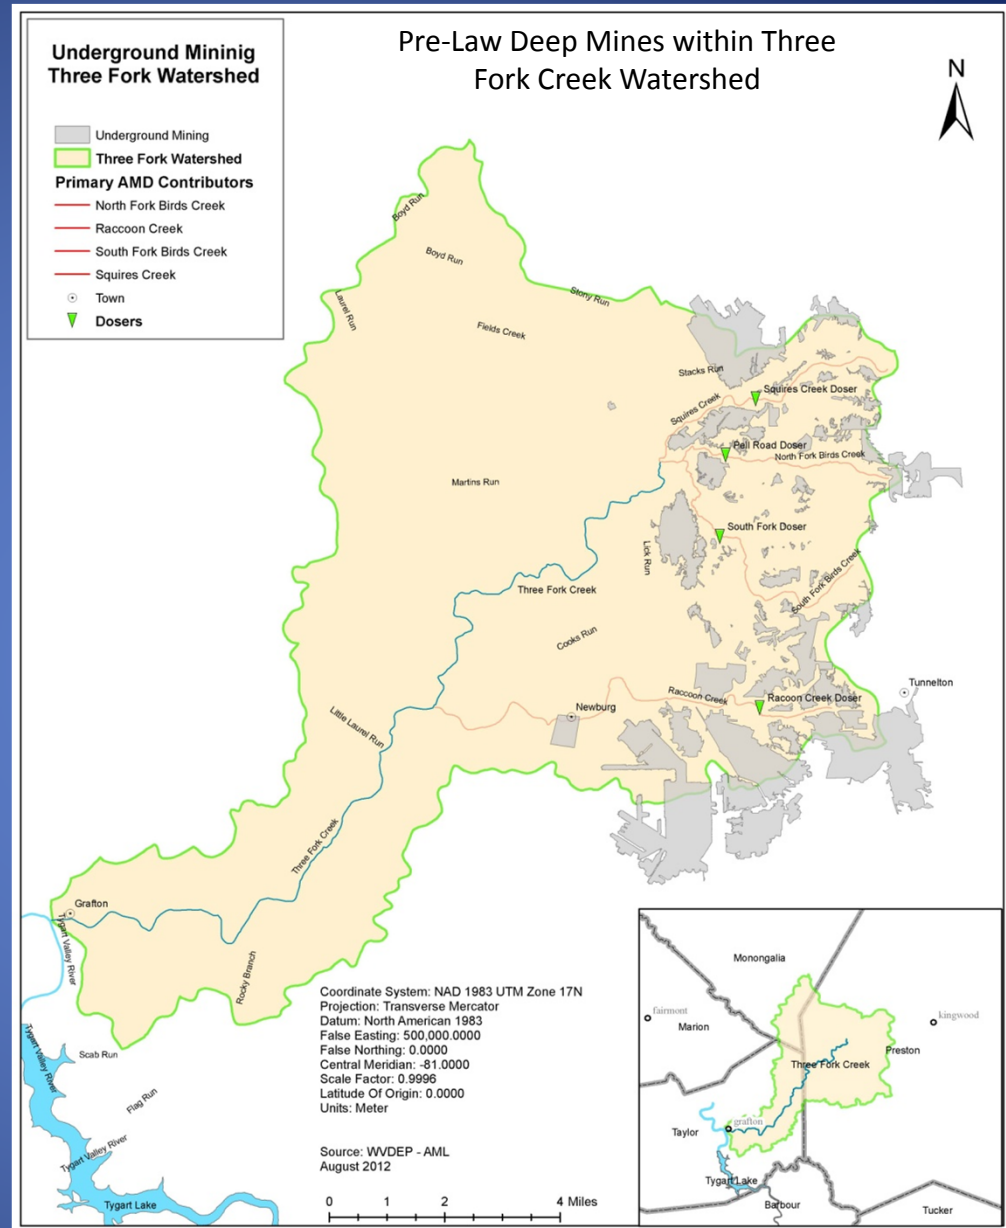 Pre-Law Deep Mines within Three
Fork Creek Watershed
Underground Mininig
Three Fork Watershed
Underground Mining
Three Fork Watershed
Primary AMD Contributors
North Fork Birds Creek
Raccoon Creek
South Fork Birds Creek
Squires Creek
Town
Dosers
N
Boyd Run
Boyd Run
Laurel Run
Stony Run
Fields Creek
Stacks Run
Squires Creek Doser
Squires Creek
Pell Road Doser
North Fork Birds Creek
Martins Run
South Fork Doser
Lick Run
South Fork Birds Creek
Three Fork Creek
Cooks Run
Tunnelton
Raccoon Creek
Racoon Creek Doser
Newburg
Little Laurel Run
Three Fork Creek
Grafton
Tygart Valley River
Rocky Branch
Tygart Valley River
Scab Run
Flag Run
Tygart Valley River
Tygart Lake
Coordinate System: NAD 1983 UTM Zone 17N
Projection: Transverse Mercator
Datum: North American 1983
False Easting: 500,000.0000
False Northing: 0.0000
Central Meridian: -81.0000
Scale Factor: 0.9996
Latitude Of Origin: 0.0000
Units: Meter
Source: WVDEP - AML
August 2012
0 1 2 4 Miles
Monongalia
fairmont
kingwood
Marion
Preston
Three Fork Creek
grafton
Taylor
Tygart Lake
Barbour
Tucker